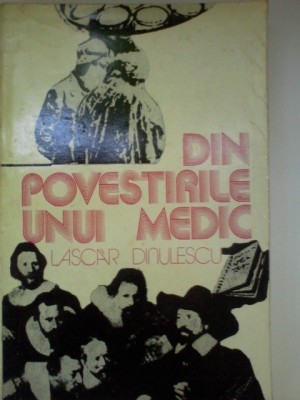 DIN
POVESTIRILE
UNUI MEDIC
LASCĂR DINULESCU